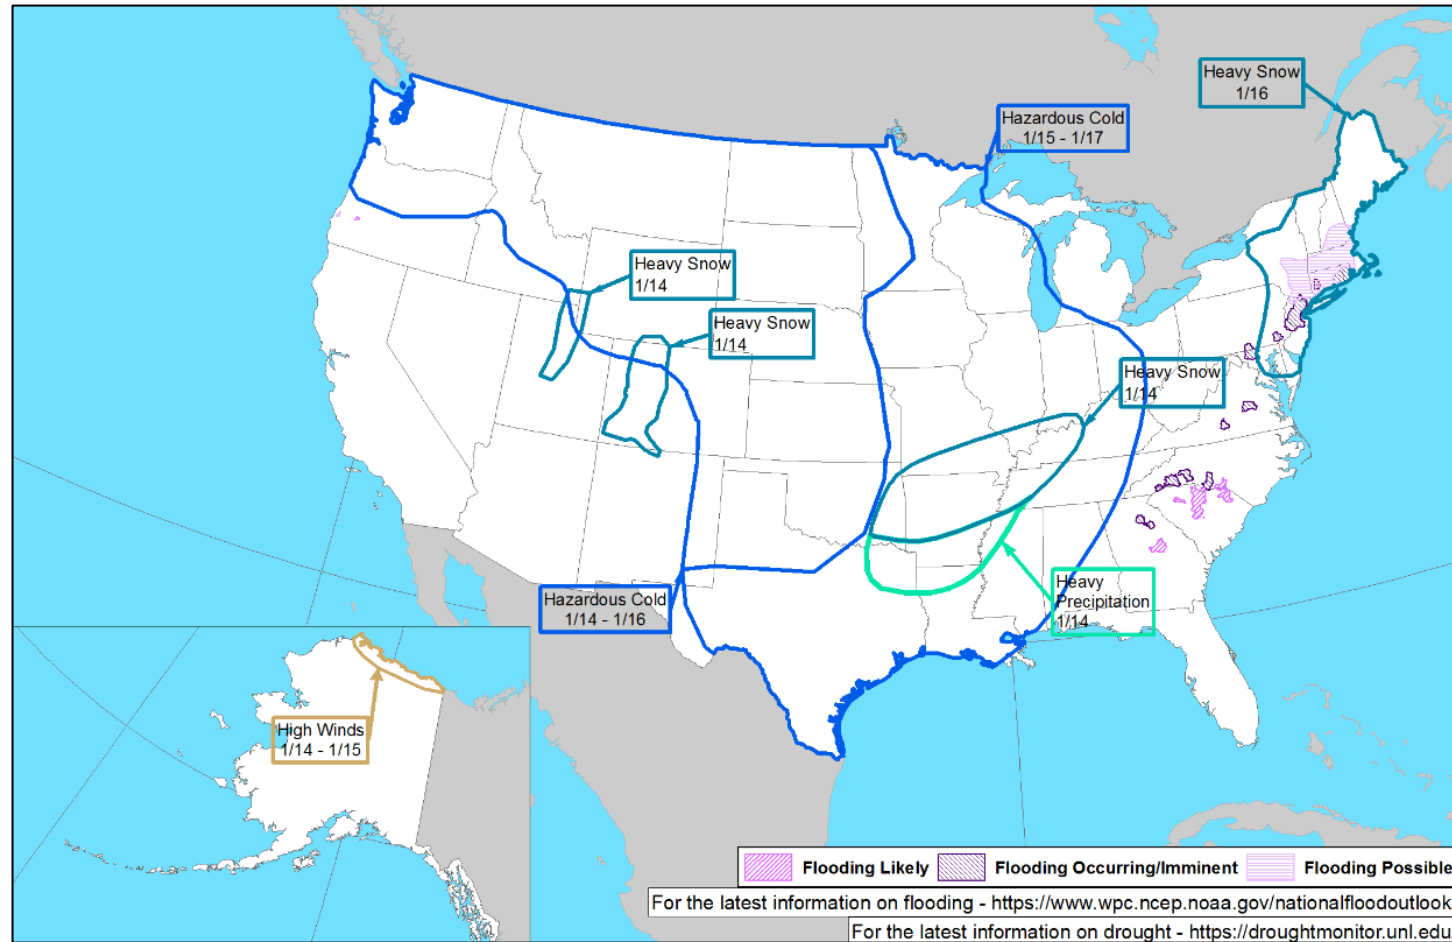 Heavy Snow
1/16
Hazardous Cold
1/15 - 1/17
Heavy Snow
1/14
Heavy Snow
1/14
Heavy Snow
1/14
Heavy
Precipitation
1/14
Hazardous Cold
1/14 - 1/16
High Winds
1/14 - 1/15
Flooding Likely Flooding Occurring/Imminent Flooding Possible
For the latest information on flooding - https://www.wpc.ncep.noaa.gov/nationalfloodoutlook
For the latest information on drought - https://droughtmonitor.unl.edu